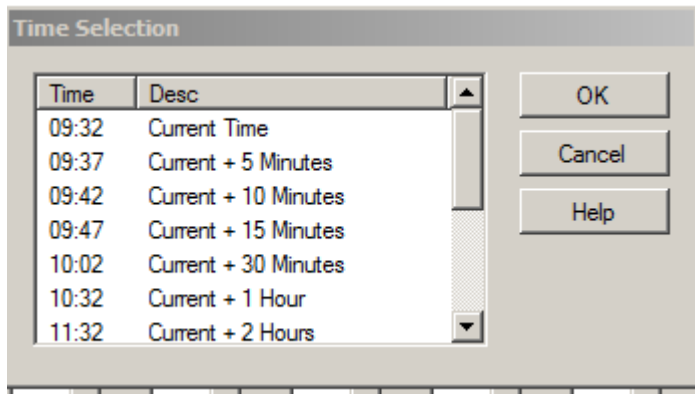 Time Selection
Time Desc
09:32 Current Time
09:37 Current + 5 Minutes
09:42 Current + 10 Minutes
09:47 Current + 15 Minutes
10:02 Current + 30 Minutes
10:32 Current + 1 Hour
11:32 Current + 2 Hours
OK
Cancel
Help